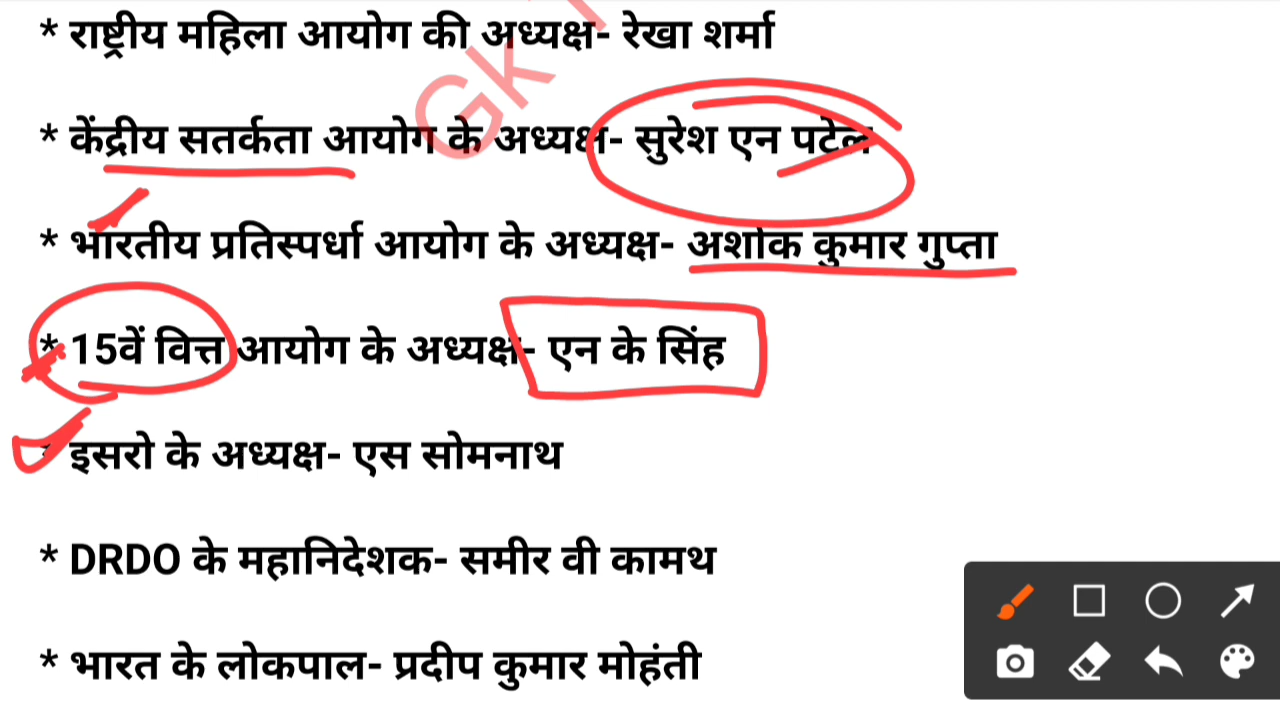 * राष्ट्रीय महिला आयोग की अध्यक्ष- रेखा शर्मा
* केंद्रीय सतर्कता आयोग के अध्यक्ष- सुरेश एन पटेल
* भारतीय प्रतिस्पर्धा आयोग के अध्यक्ष- अशोक कुमार गुप्ता
* 15वें वित्त आयोग के अध्यक्ष- एन के सिंह
* इसरो के अध्यक्ष- एस सोमनाथ
* DRDO के महानिदेशक- समीर वी कामथ
* भारत के लोकपाल- प्रदीप कुमार मोहंती
Gk